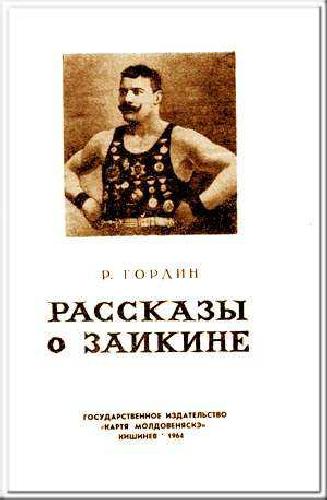 Р. ГОРДИН
РАССКАЗЫ
О ЗАИКИНЕ
ГОСУДАРСТВЕННОЕ ИЗДАТЕЛЬСТВО
«КАРТЯ МОЛДОВЕНЯСКЭ»
КИШИНЕВ * 1964